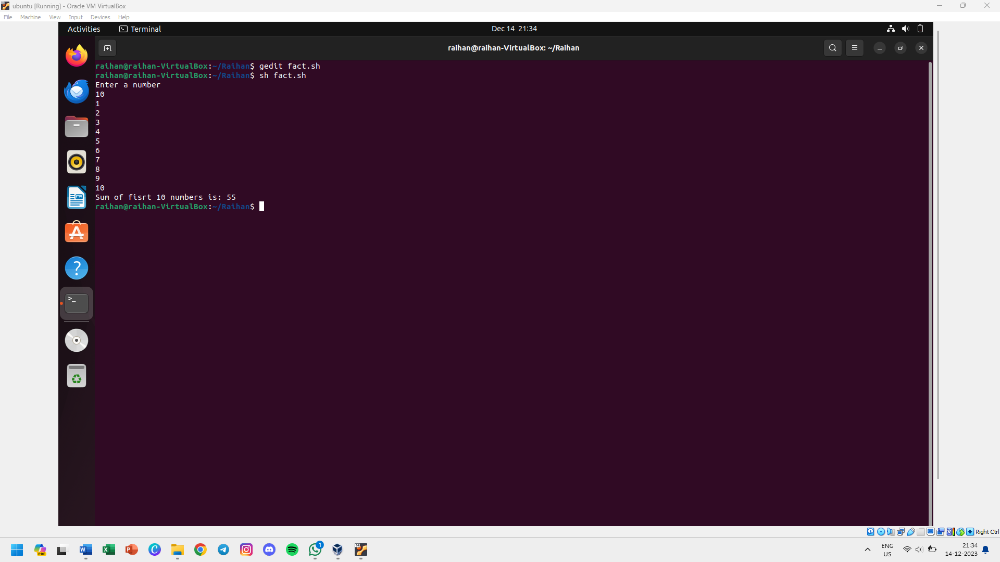 ubuntu [Running] - Oracle VM VirtualBox
File Machine View Input Devices Help
Activities Terminal Dec 14 21:34
raihan@raihan-VirtualBox: ~/Raihan
raihan@raihan-VirtualBox:~/Raihan$ gedit fact.sh
raihan@raihan-VirtualBox:~/Raihan$ sh fact.sh
Enter a number
10
1
2
3
4
5
6
7
8
9
10
Sum of fisrt 10 numbers is: 55
raihan@raihan-VirtualBox:~/Raihan$
Right Ctrl
1
PRE
ENG
US
21:34
14-12-2023